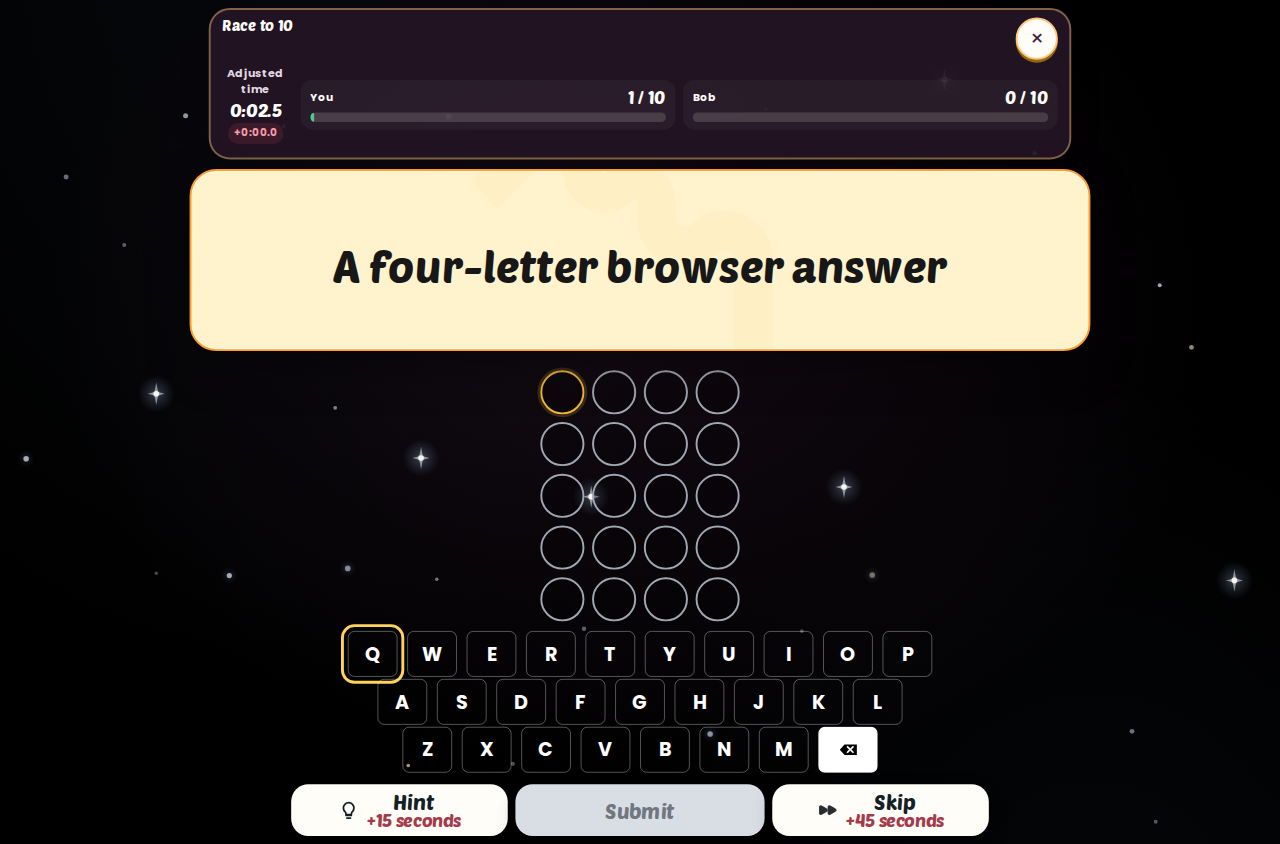 Race to 10
✕
Adjusted
time
0:02.5
+0:00.0
You
1 / 10
Bob
0 / 10
A four-letter browser answer
Q W E R T Y U I O P
A S D F G H J K L
Z X C V B N M
Hint
+15 seconds
Submit
Skip
+45 seconds